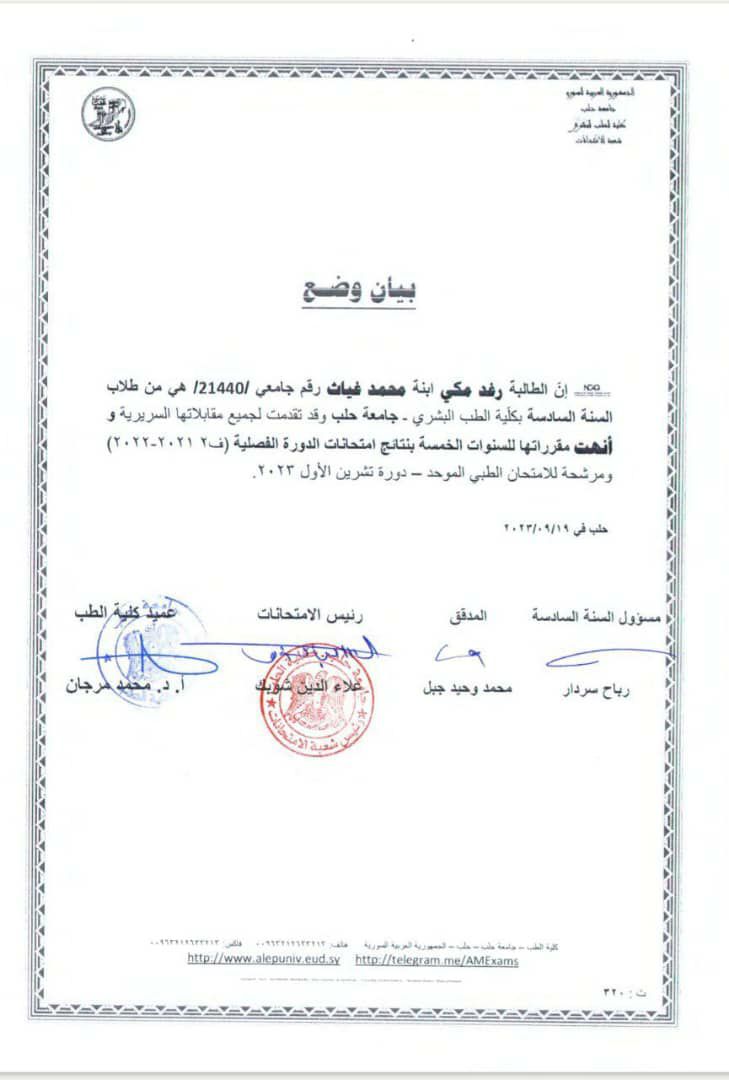 الجمهورية العربية السورية
جامعة حلب
كلية الطب البشري
شعبة الامتحانات
بيان وضع
إنّ الطالبة رغد مكي ابنة محمد غياث رقم جامعي /21440/ هي من طلاب
السنة السادسة بكلّية الطب البشري - جامعة حلب وقد تقدمت لجميع مقابلاتها السريرية و
أنهت مقرراتها للسنوات الخمسة بنتائج امتحانات الدورة الفصلية (ف٢ ٢٠٢١-٢٠٢٢)
ومرشحة للامتحان الطبي الموحد – دورة تشرين الأول ٢٠٢٣.
حلب في ٢٠٢٣/٠٩/١٩
مسؤول السنة السادسة المدقق رئيس الامتحانات عميد كلية الطب
رباح سردار محمد وحيد جبل علاء الدين شويك أ. د. محمد مرجان
رئيس شعبة الامتحانات
كلية الطب – جامعة حلب – حلب – الجمهورية العربية السورية هاتف: ٠٠٩٦٣٢١٢٦٣٣٢١٢ فاكس: ٠٠٩٦٣٢١٢٦٣٣٢١٣
http://www.alepuniv.eud.sy http://telegram.me/AMExams
ث : ٣٢٠